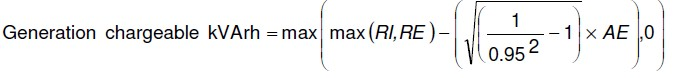 Generation chargeable kVArh = max(max(RI,RE)−(√(1/0.95²−1)×AE),0)